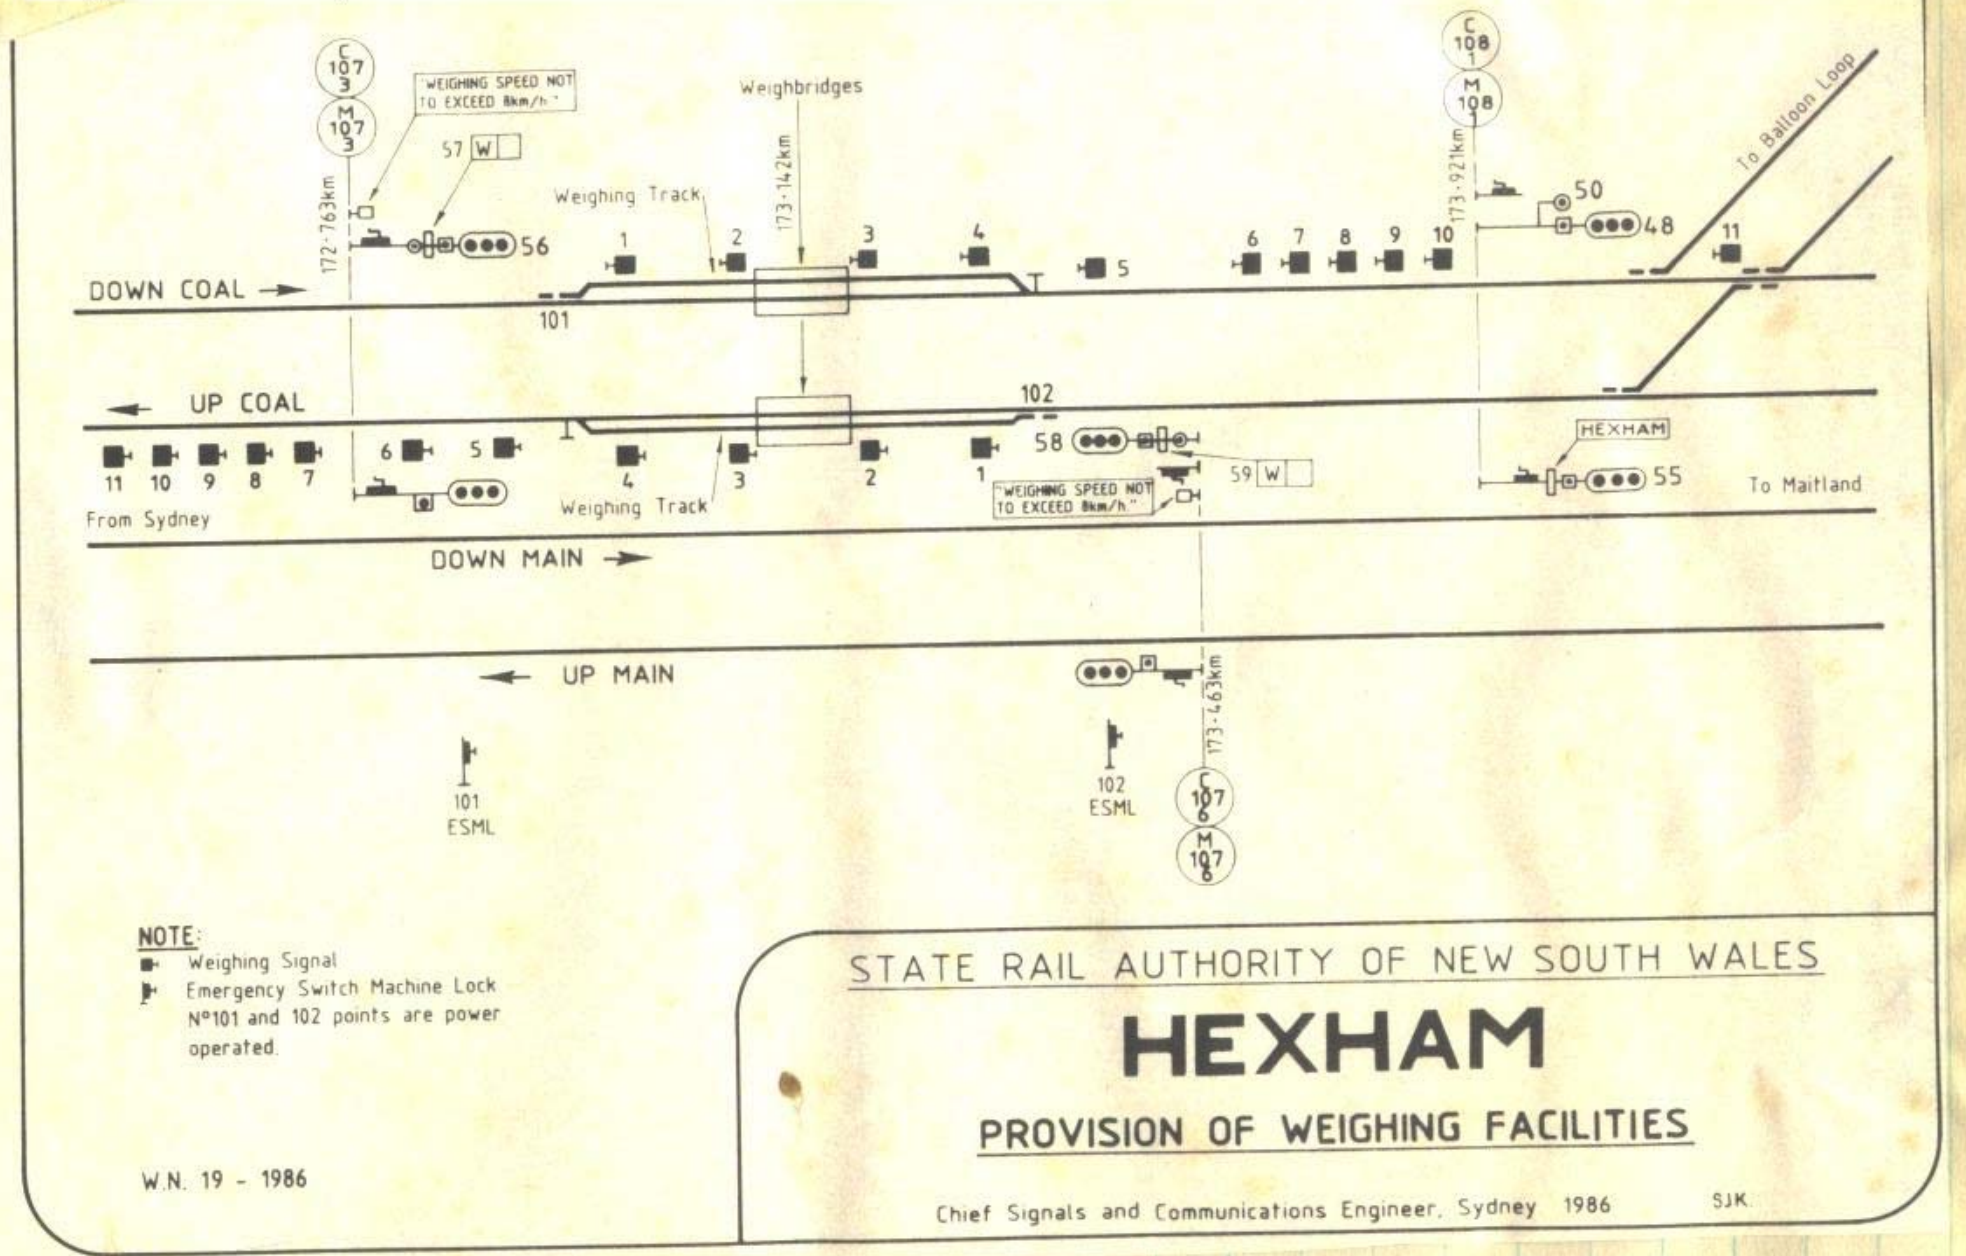 C
107
3
M
107
3
"WEIGHING SPEED NOT
TO EXCEED 8km/h"
57 W
172·763km
56
Weighbridges
173·142km
Weighing Track
C
108
1
M
108
1
173·921km
50
48
To Balloon Loop
1
2
3
4
5
6
7
8
9
10
11
DOWN COAL
101
UP COAL
102
11
10
9
8
7
6
5
4
3
2
1
58
59 W
"WEIGHING SPEED NOT
TO EXCEED 8km/h"
Weighing Track
HEXHAM
55
To Maitland
From Sydney
DOWN MAIN
UP MAIN
173·463km
C
107
6
M
107
6
101
ESML
102
ESML
NOTE:
Weighing Signal
Emergency Switch Machine Lock
Nº101 and 102 points are power
operated.
W.N. 19 - 1986
STATE RAIL AUTHORITY OF NEW SOUTH WALES
HEXHAM
PROVISION OF WEIGHING FACILITIES
Chief Signals and Communications Engineer, Sydney 1986
SJK.